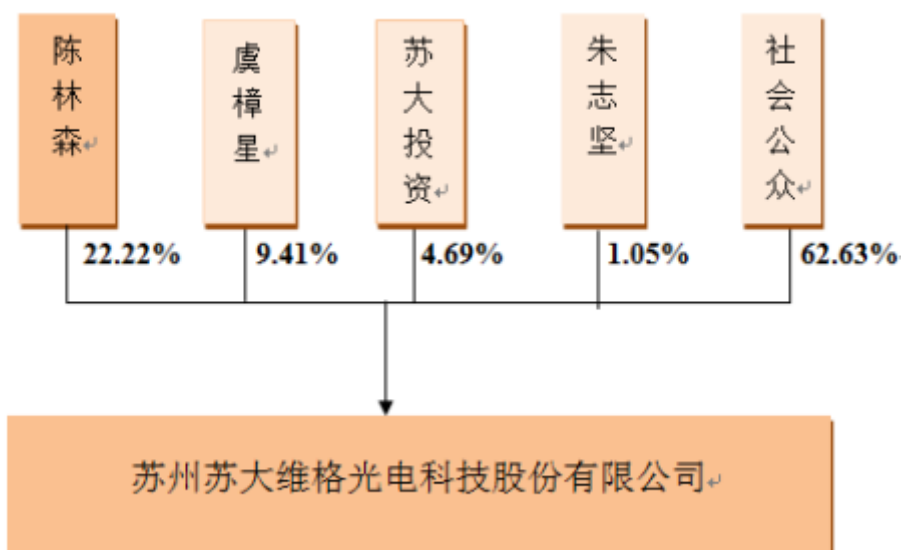 陈林森
虞樟星
苏大投资
朱志坚
社会公众
22.22%
9.41%
4.69%
1.05%
62.63%
苏州苏大维格光电科技股份有限公司